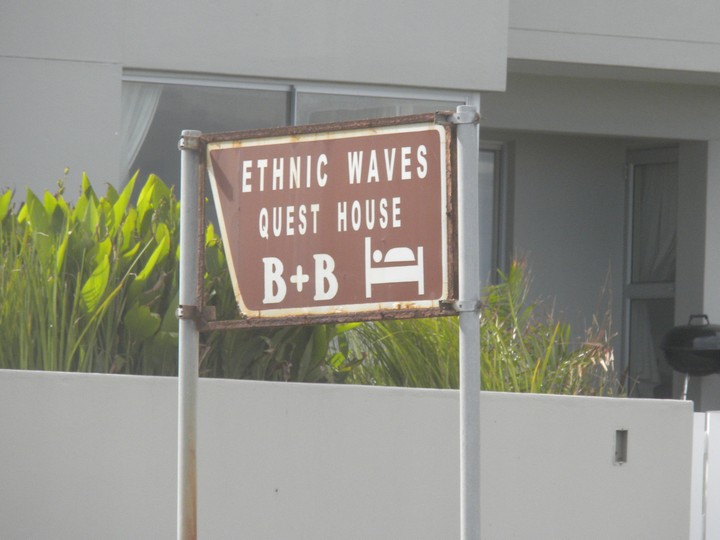 ETHNIC WAVES
QUEST HOUSE
B+B